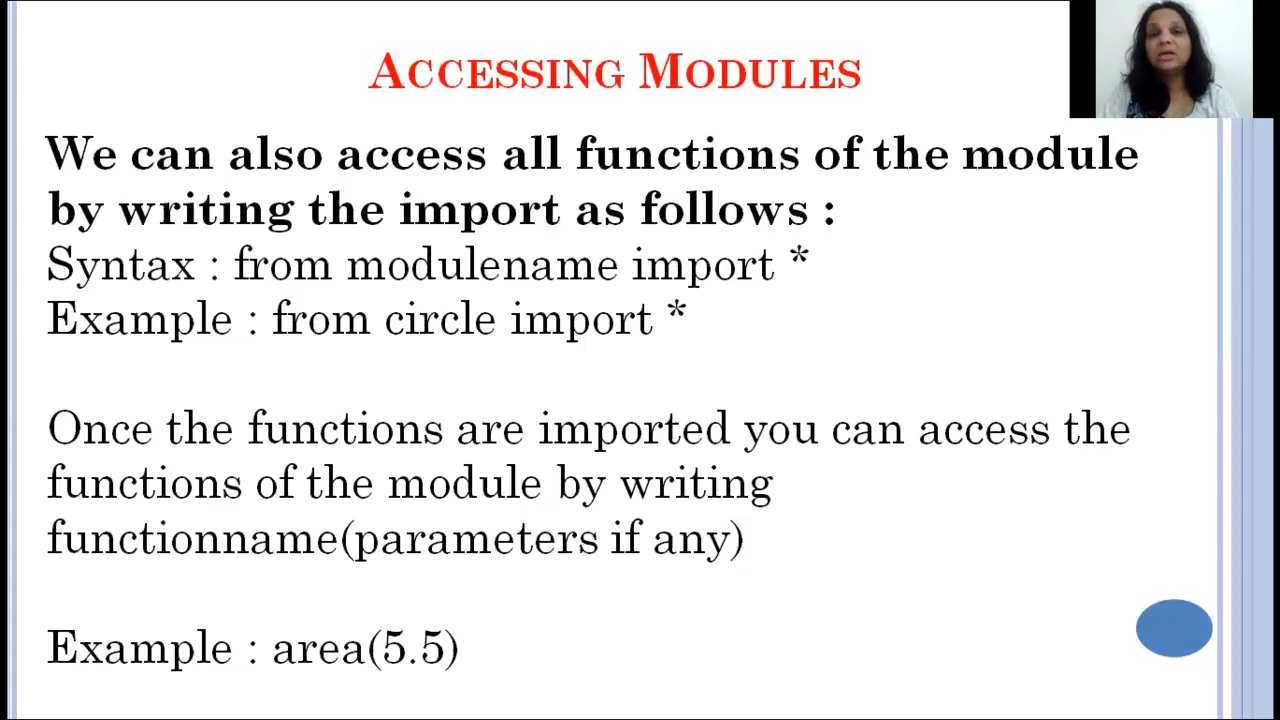 ACCESSING MODULES
We can also access all functions of the module
by writing the import as follows :
Syntax : from modulename import *
Example : from circle import *
Once the functions are imported you can access the
functions of the module by writing
functionname(parameters if any)
Example : area(5.5)